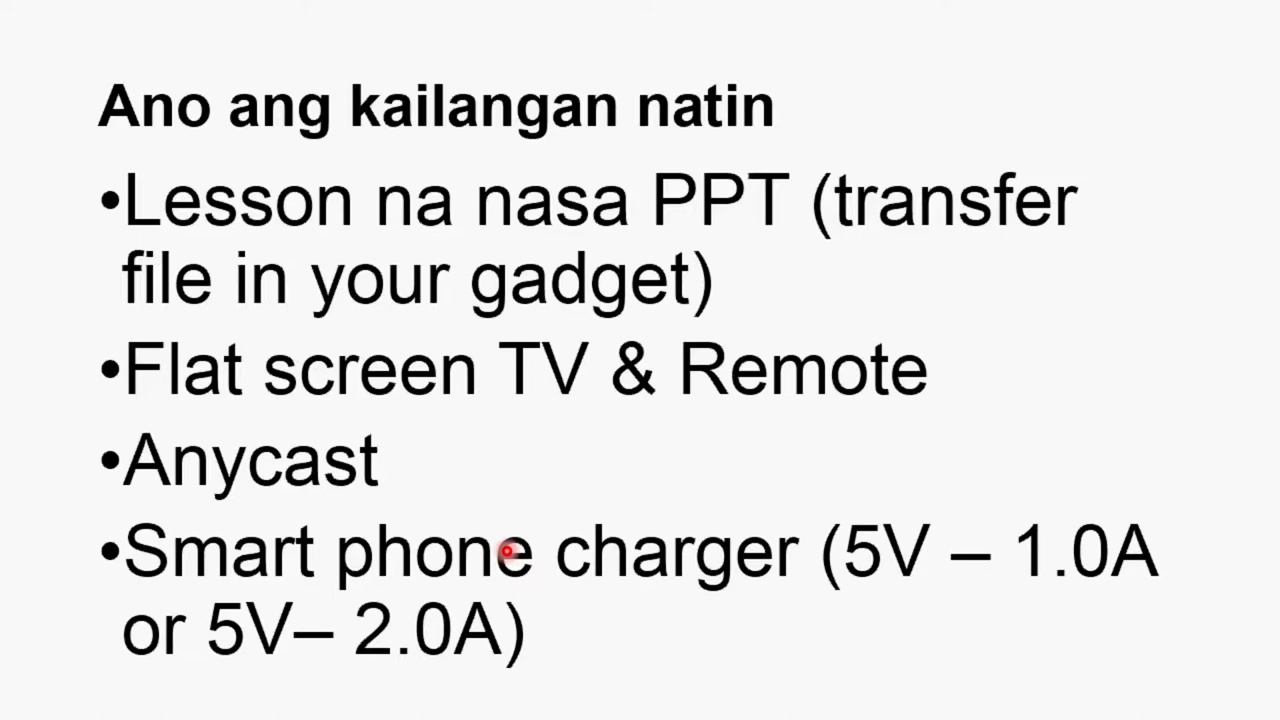 Ano ang kailangan natin
•Lesson na nasa PPT (transfer
file in your gadget)
•Flat screen TV & Remote
•Anycast
•Smart phone charger (5V – 1.0A
or 5V– 2.0A)